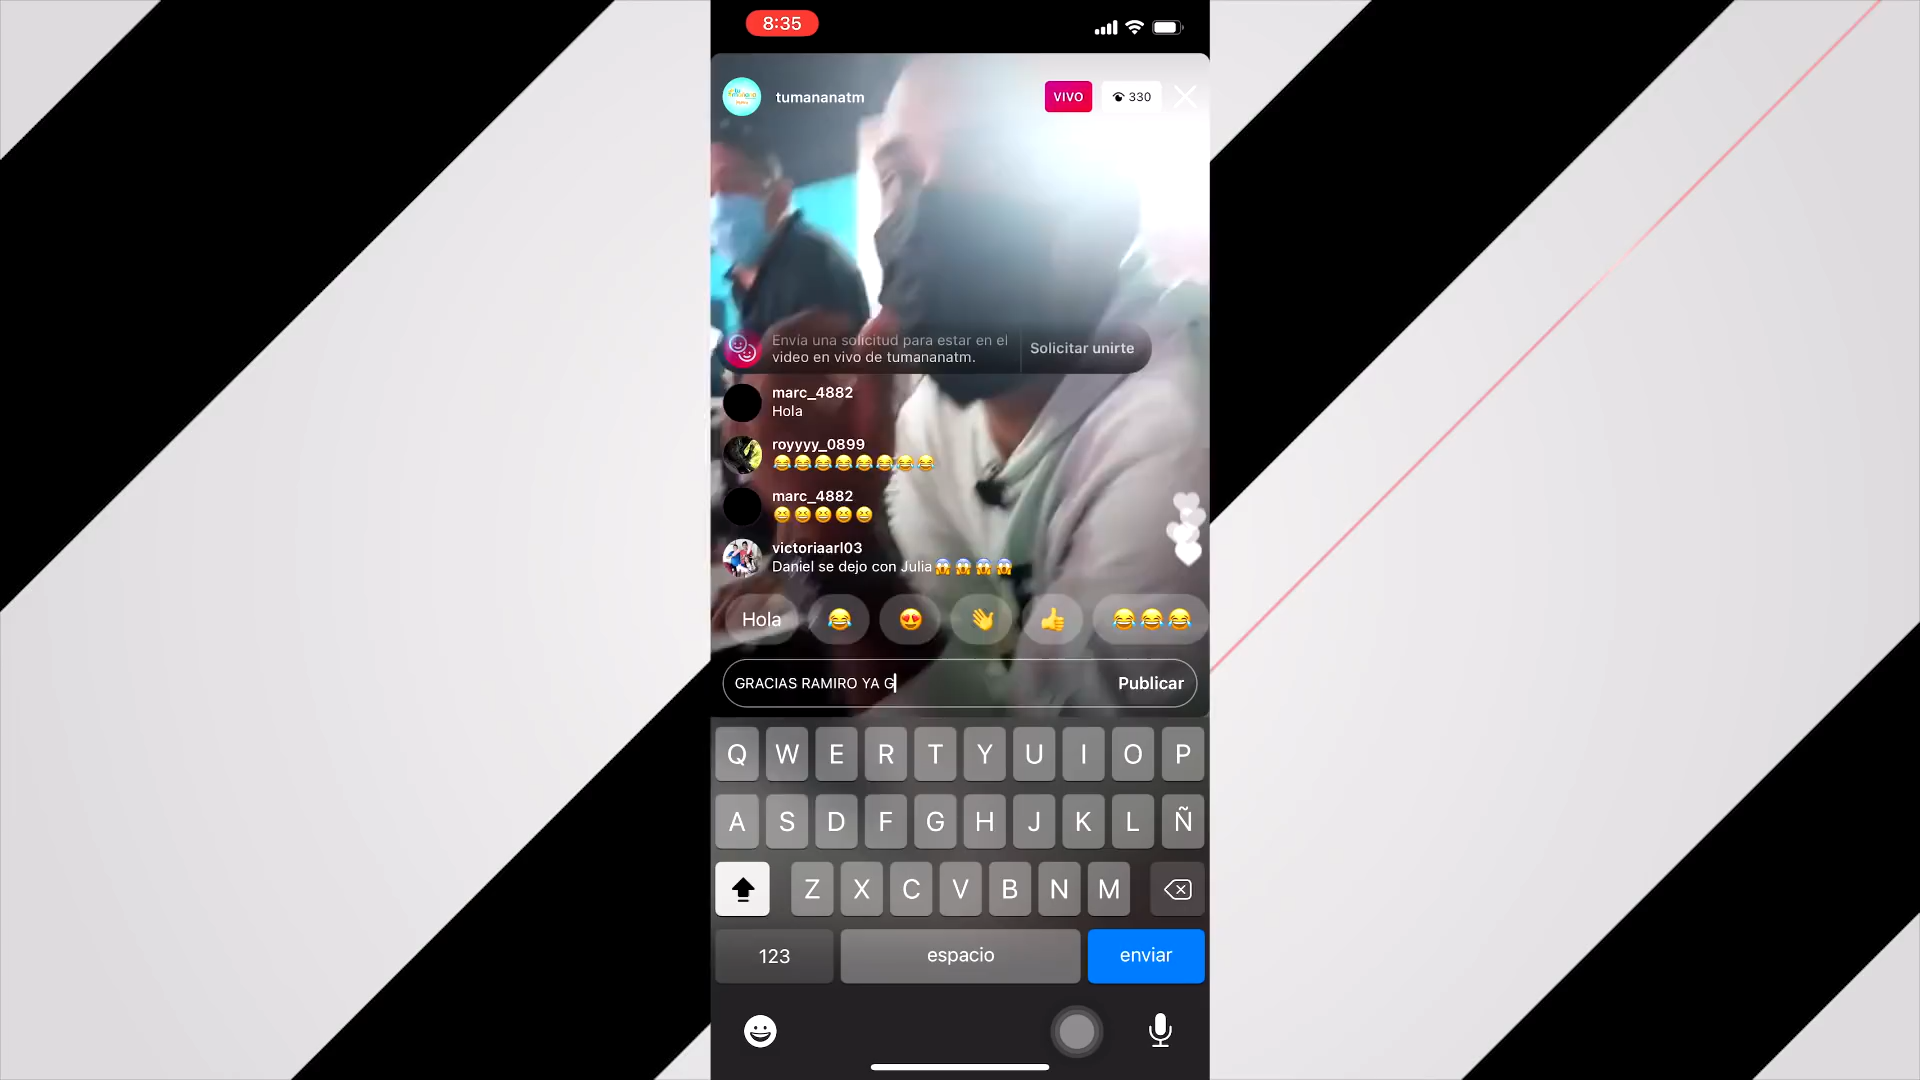 8:35
tumananatm
VIVO
330
Envía una solicitud para estar en el
video en vivo de tumananatm.
Solicitar unirte
marc_4882
Hola
royyyy_0899
😂😂😂😂😂😂😂😂
marc_4882
😆😆😆😆😆
victoriaarl03
Daniel se dejo con Julia😱😱😱😱
Hola 😂 😍 👋 👍 😂😂😂
GRACIAS RAMIRO YA G
Publicar
Q W E R T Y U I O P
A S D F G H J K L Ñ
Z X C V B N M
123 espacio enviar